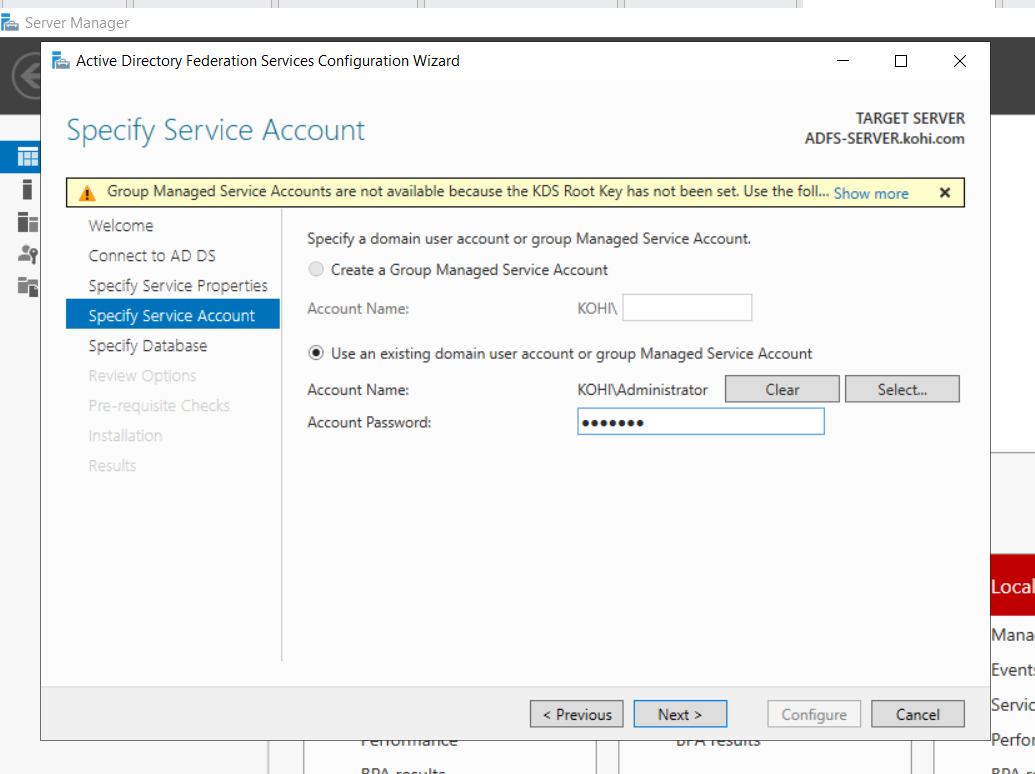 Server Manager
Active Directory Federation Services Configuration Wizard
Specify Service Account
TARGET SERVER
ADFS-SERVER.kohi.com
Group Managed Service Accounts are not available because the KDS Root Key has not been set. Use the foll... Show more
Welcome
Connect to AD DS
Specify Service Properties
Specify Service Account
Specify Database
Review Options
Pre-requisite Checks
Installation
Results
Specify a domain user account or group Managed Service Account.
Create a Group Managed Service Account
Account Name: KOHI\
Use an existing domain user account or group Managed Service Account
Account Name: KOHI\Administrator Clear Select...
Account Password: ●●●●●●●
< Previous Next > Configure Cancel
Local
Mana
Events
Servic
Perfor
Performance BPA results
BPA results BPA